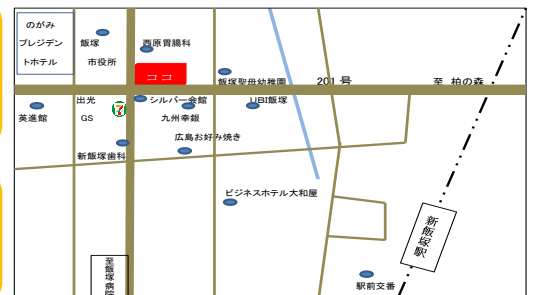 のがみ
プレジデン
トホテル
飯塚
市役所
西原胃腸科
ココ
飯塚聖母幼稚園
201号
至 柏の森
英進館
出光
GS
7
シルバー会館
九州幸銀
UBI飯塚
広島お好み焼き
新飯塚歯科
ビジネスホテル大和屋
新飯塚駅
至飯塚病院
駅前交番